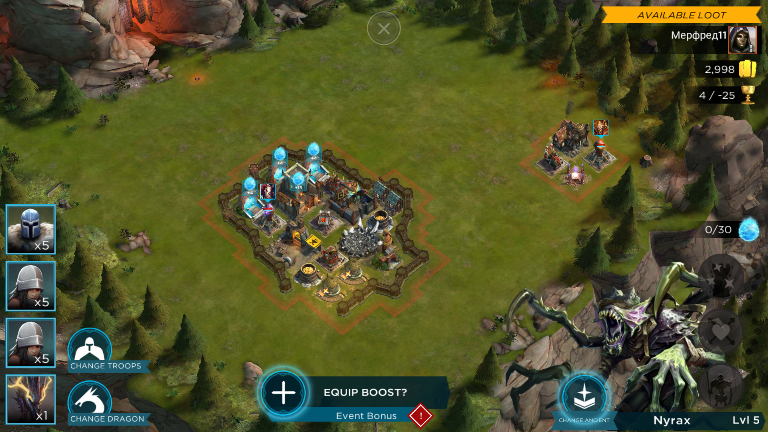 AVAILABLE LOOT
Мерфред11
2,998
4 / -25
0/30
x5
x5
x5
x1
CHANGE TROOPS
CHANGE DRAGON
EQUIP BOOST?
Event Bonus
!
CHANGE ANCIENT
Nyrax
Lvl 5